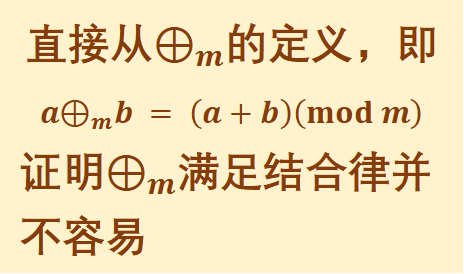 直接从⊕ₘ的定义，即
a⊕ₘb = (a + b)(mod m)
证明⊕ₘ满足结合律并
不容易